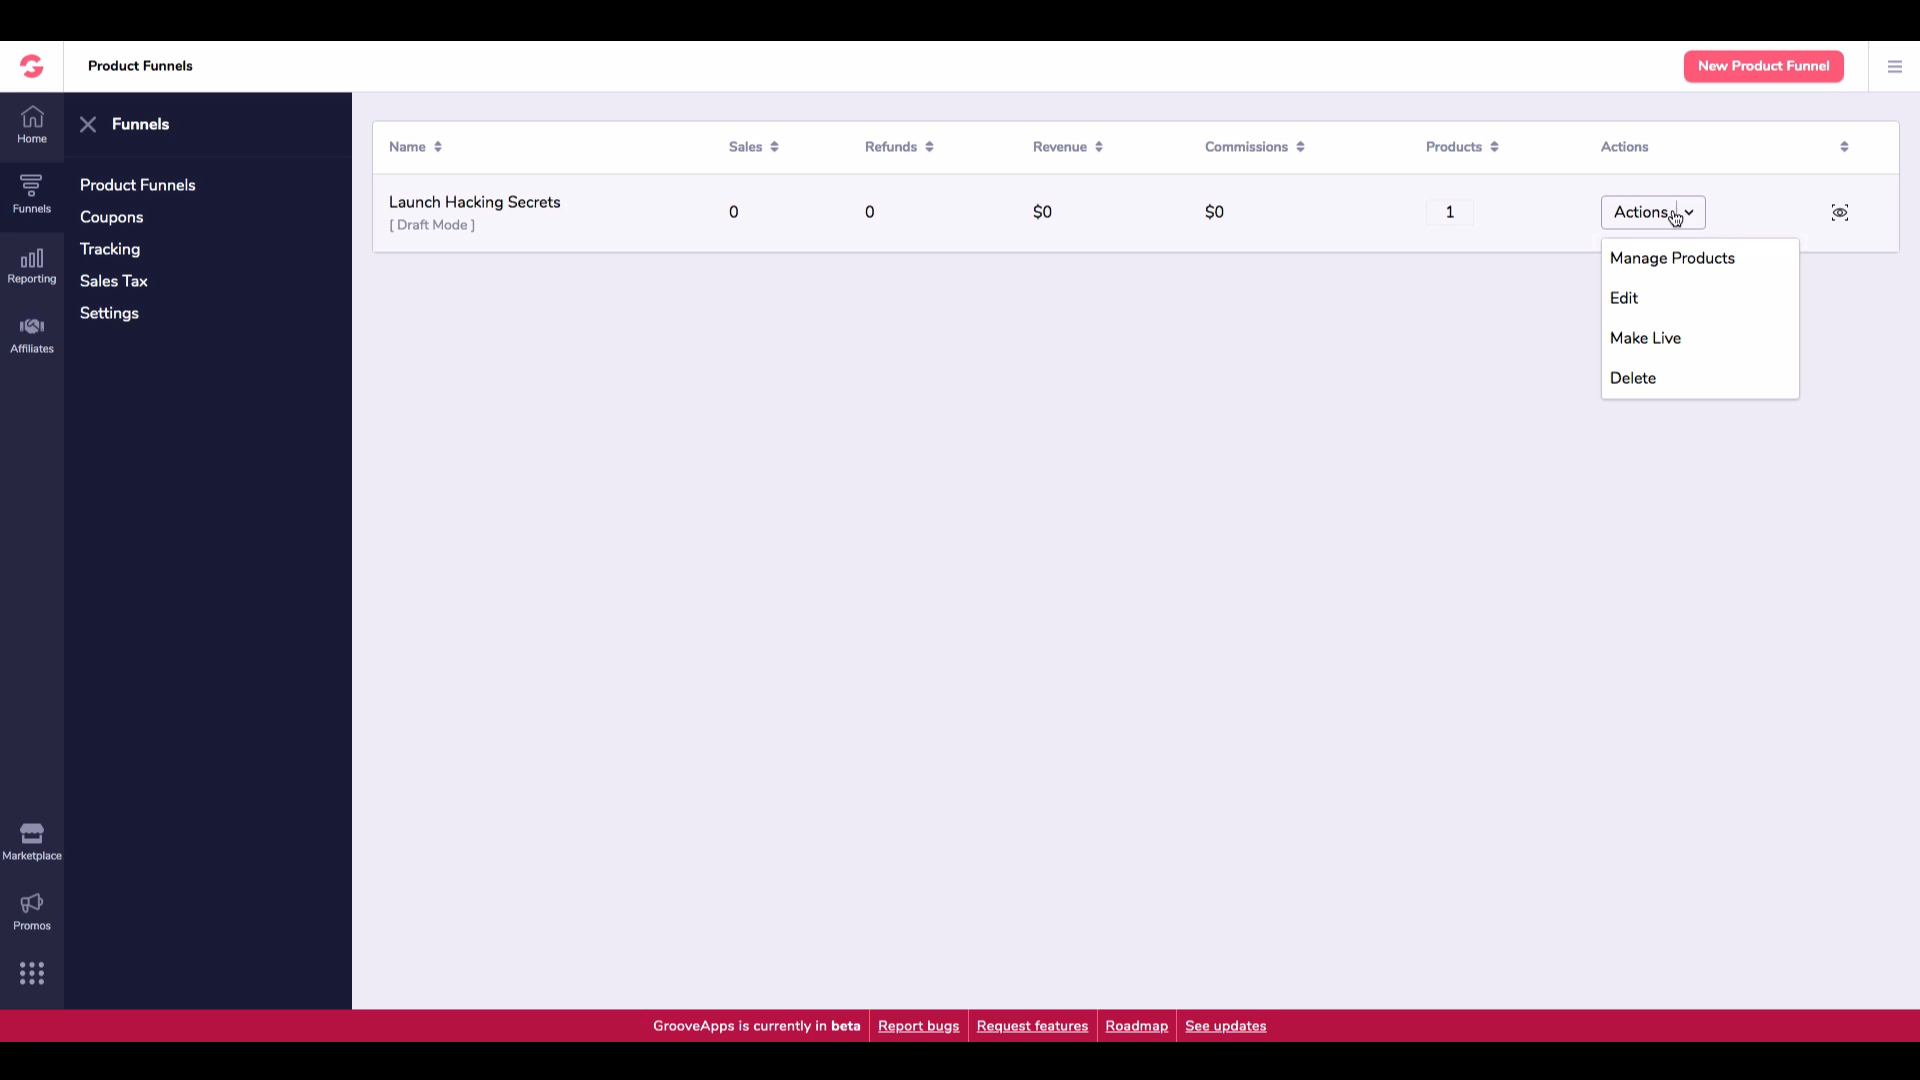 Product Funnels
New Product Funnel
Home
Funnels
Reporting
Affiliates
Marketplace
Promos
Funnels
Product Funnels
Coupons
Tracking
Sales Tax
Settings
Name Sales Refunds Revenue Commissions Products Actions
Launch Hacking Secrets 0 0 $0 $0 1 Actions
[ Draft Mode ]
Manage Products
Edit
Make Live
Delete
GrooveApps is currently in beta Report bugs Request features Roadmap See updates